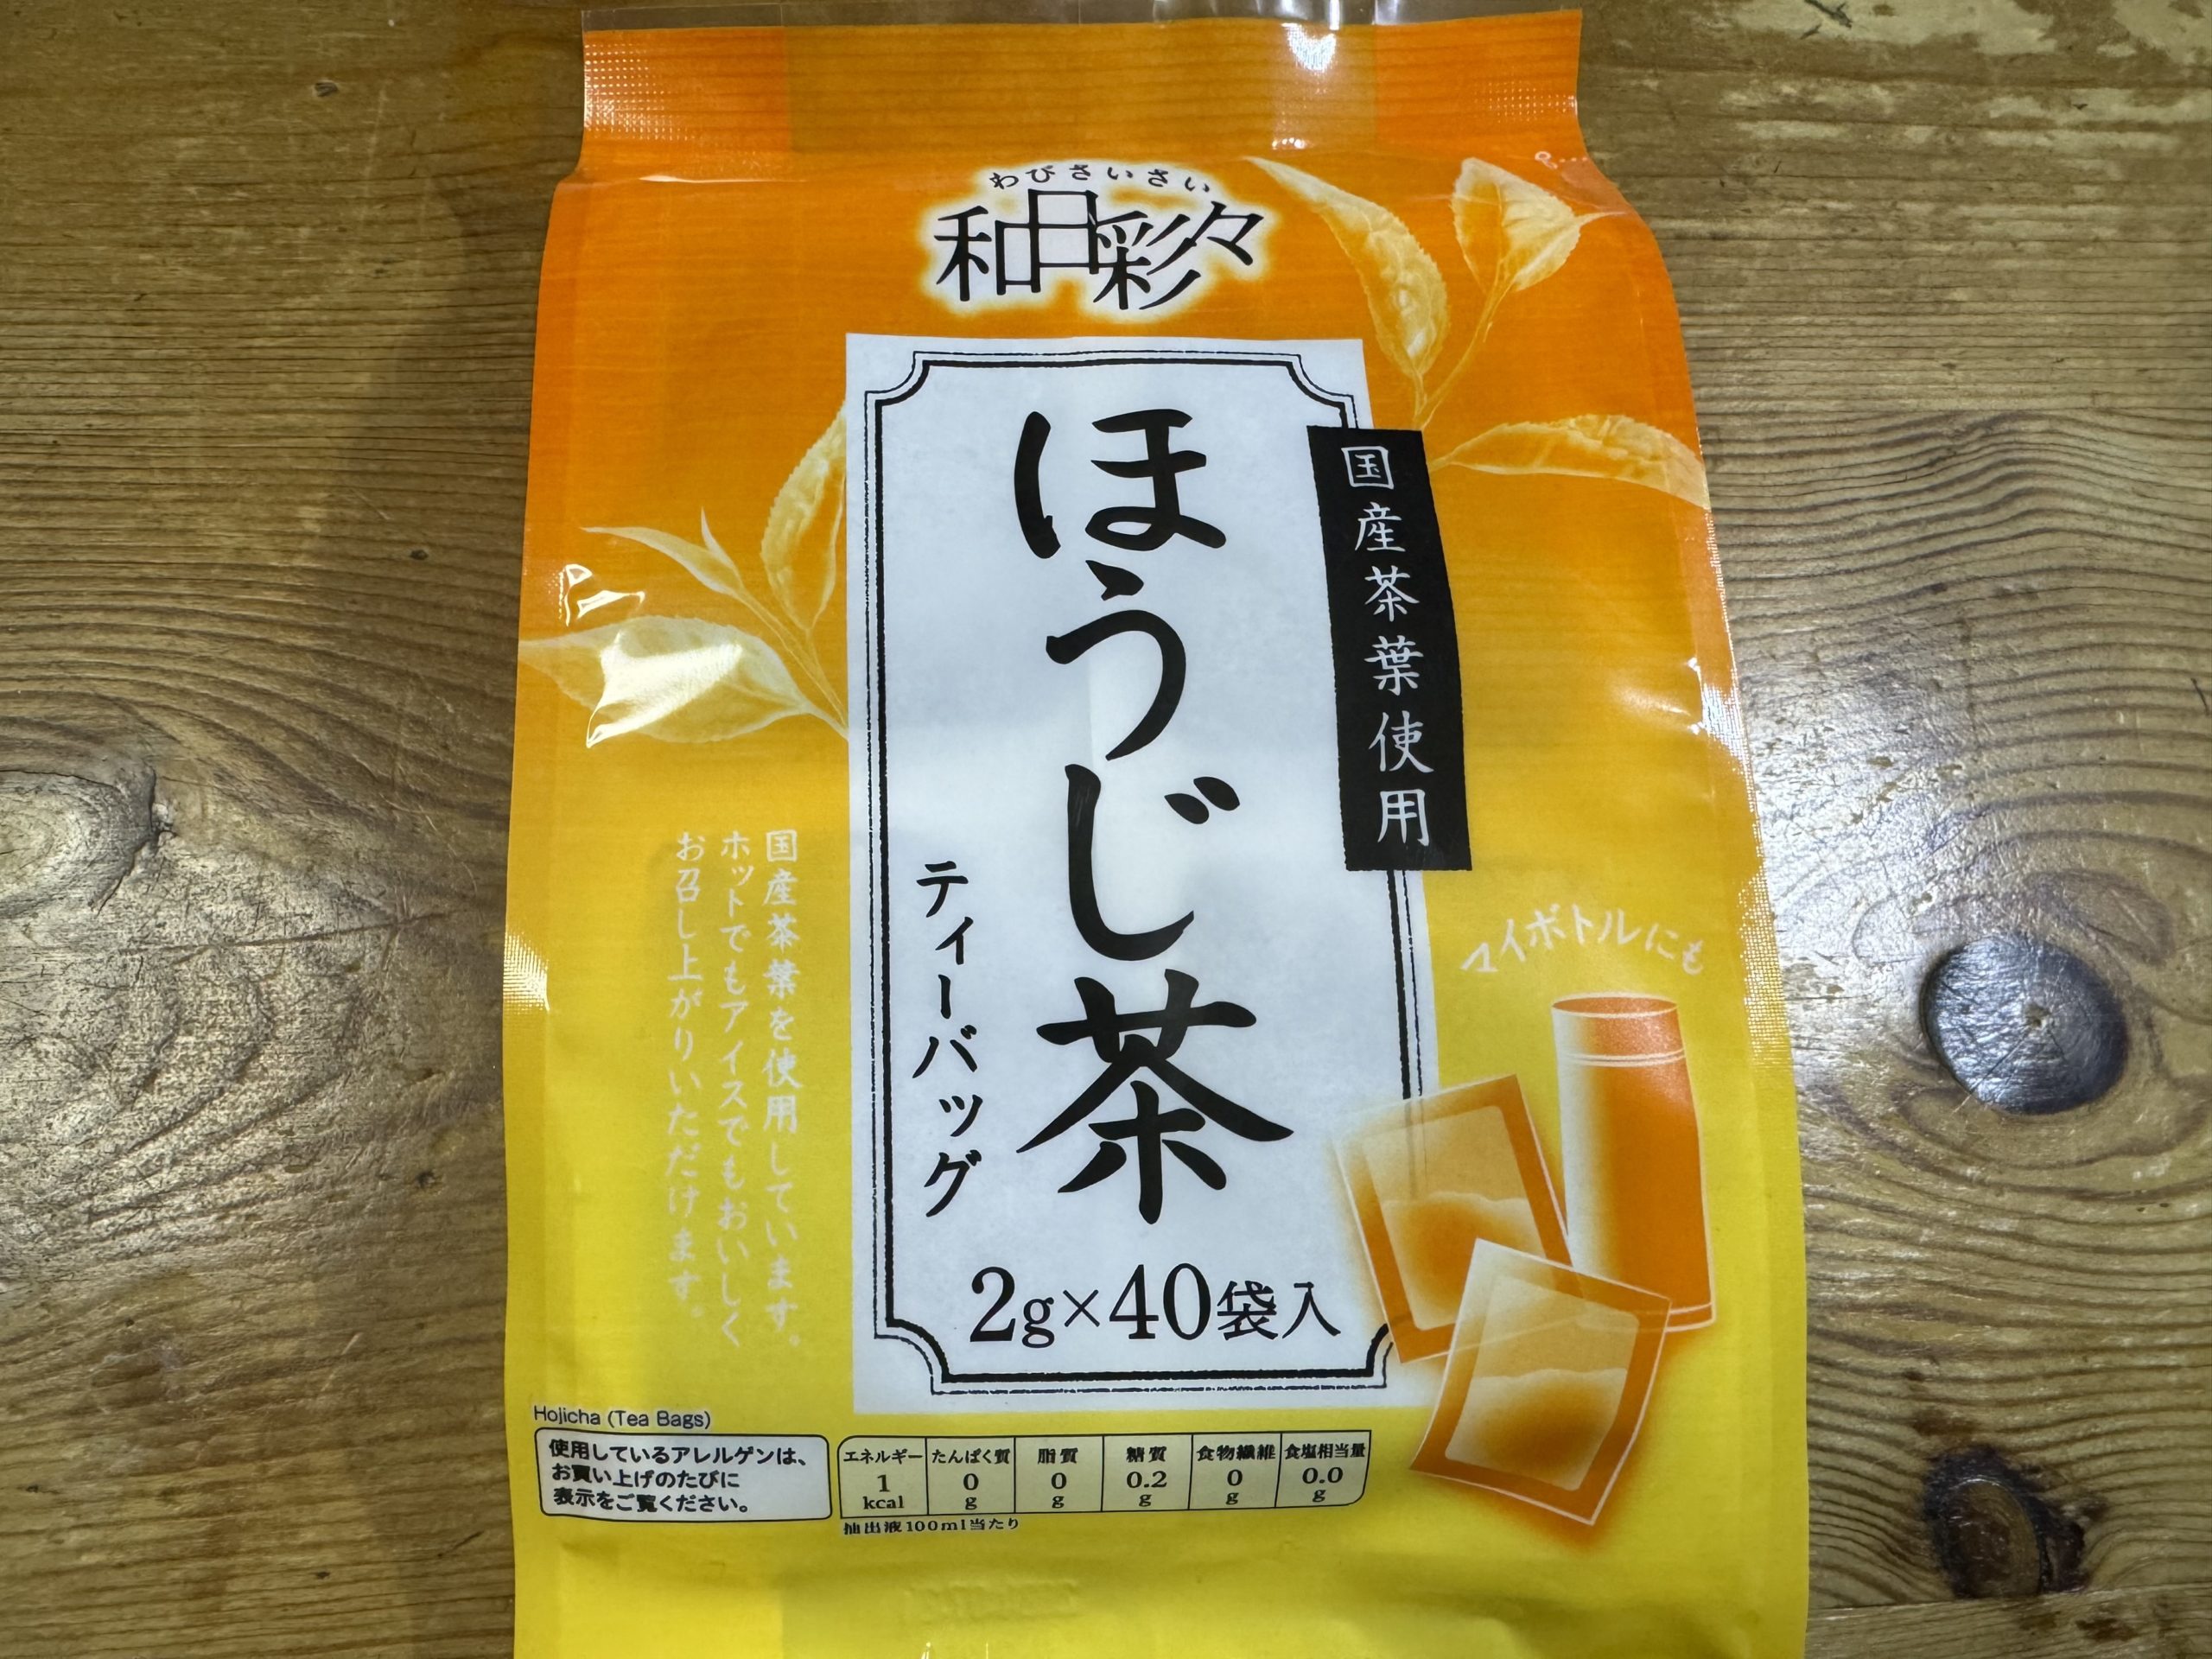 わびさいさい
和日彩々
ほうじ茶
ティーバッグ
2g×40袋入
国産茶葉使用
国産茶葉を使用しています。
ホットでもアイスでもおいしく
お召し上がりいただけます。
マイボトルにも
Hojicha (Tea Bags)
使用しているアレルゲンは、
お買い上げのたびに
表示をご覧ください。
エネルギー たんぱく質 脂質 糖質 食物繊維 食塩相当量
1 0 0 0.2 0 0.0
kcal g g g g g
抽出液100ml当たり